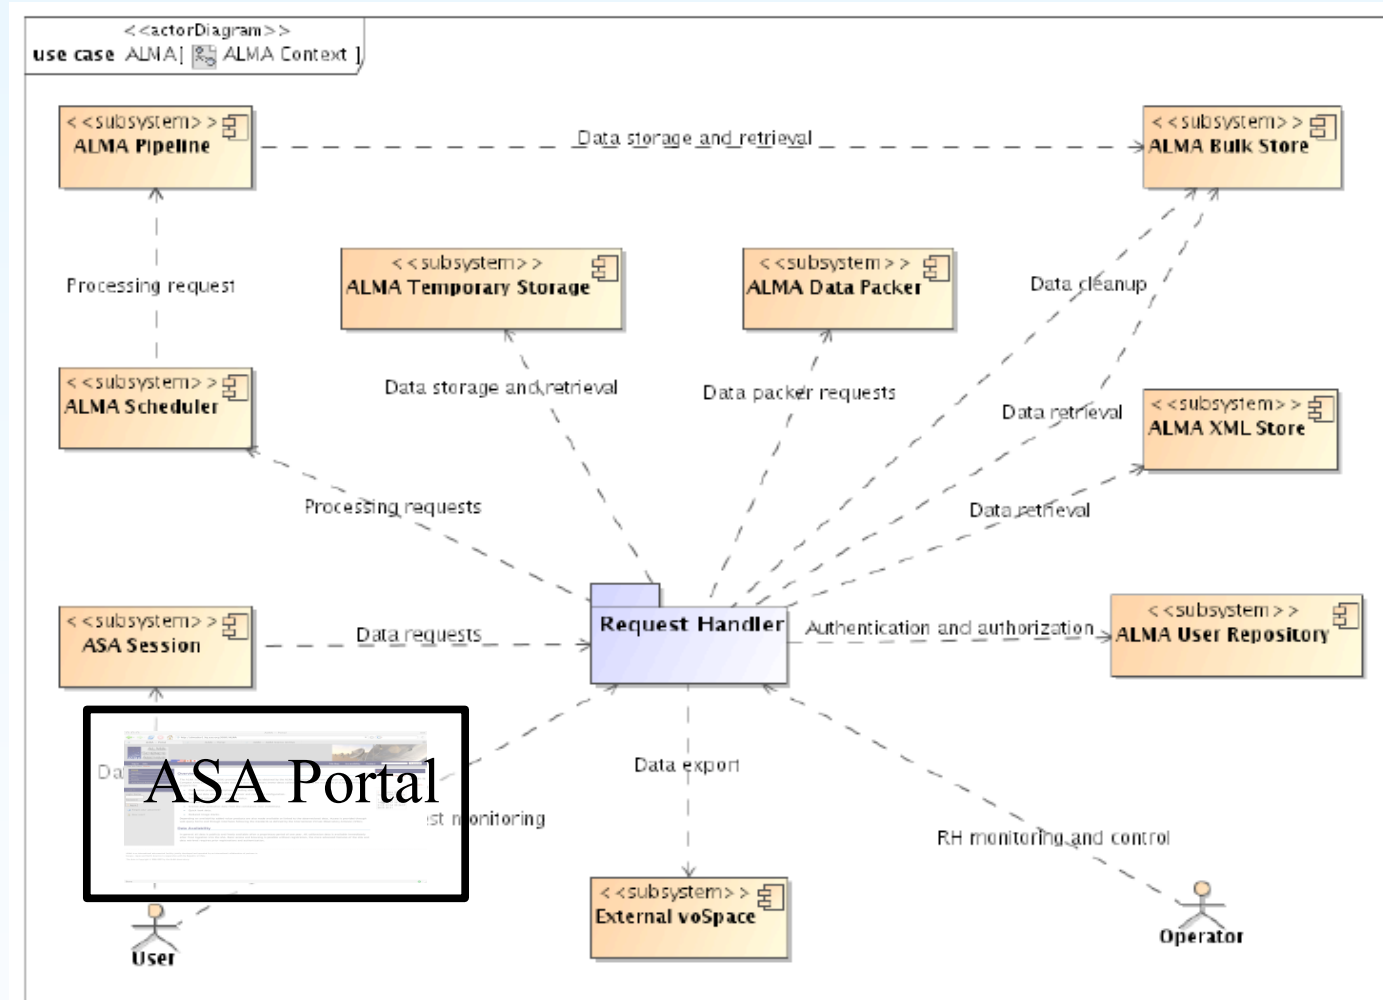 <<actorDiagram>>
use case ALMA[ ALMA Context ]
<<subsystem>>
ALMA Pipeline
Data storage and retrieval
<<subsystem>>
ALMA Bulk Store
Processing request
<<subsystem>>
ALMA Temporary Storage
<<subsystem>>
ALMA Data Packer
Data cleanup
<<subsystem>>
ALMA Scheduler
Data storage and retrieval
Data packer requests
Data retrieval
<<subsystem>>
ALMA XML Store
Processing requests
Data retrieval
<<subsystem>>
ASA Session
Data requests
Request Handler
Authentication and authorization
<<subsystem>>
ALMA User Repository
ASA Portal
Data export
monitoring
RH monitoring and control
<<subsystem>>
External voSpace
User
Operator